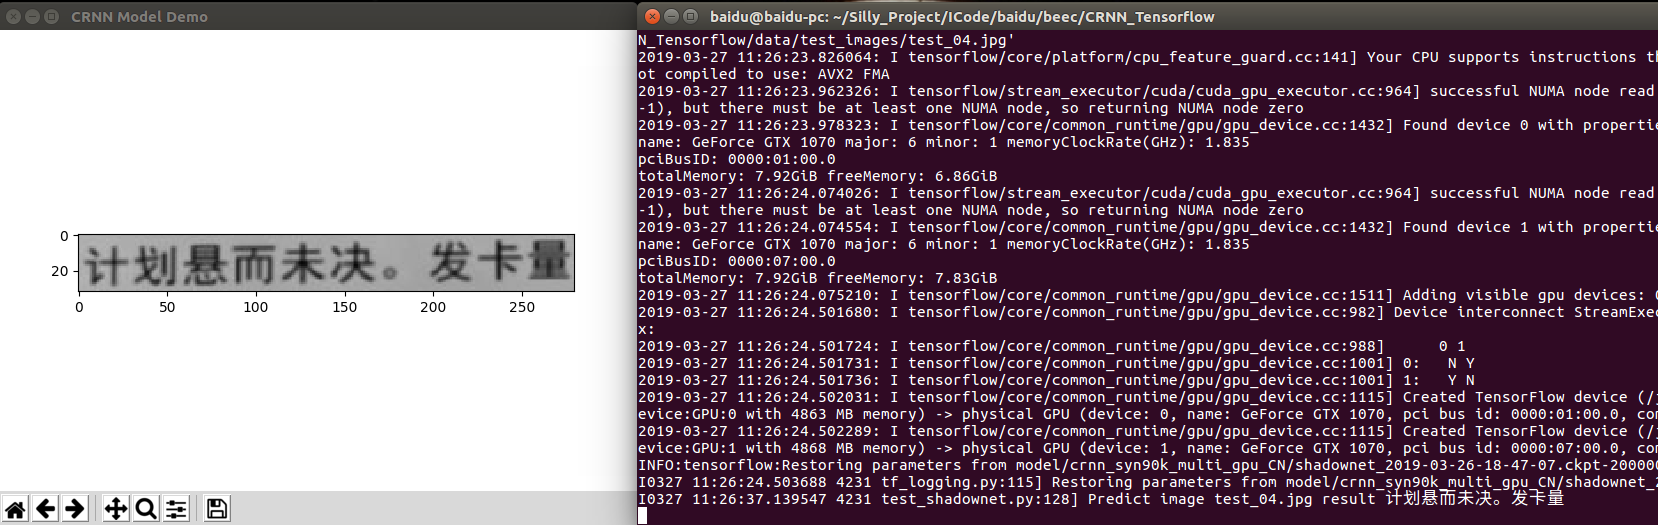 CRNN Model Demo
0
20
计划悬而未决。发卡量
0 50 100 150 200 250
baidu@baidu-pc: ~/Silly_Project/ICode/baidu/beec/CRNN_Tensorflow
N_Tensorflow/data/test_images/test_04.jpg'
2019-03-27 11:26:23.826064: I tensorflow/core/platform/cpu_feature_guard.cc:141] Your CPU supports instructions th
ot compiled to use: AVX2 FMA
2019-03-27 11:26:23.962326: I tensorflow/stream_executor/cuda/cuda_gpu_executor.cc:964] successful NUMA node read
-1), but there must be at least one NUMA node, so returning NUMA node zero
2019-03-27 11:26:23.978323: I tensorflow/core/common_runtime/gpu/gpu_device.cc:1432] Found device 0 with propertie
name: GeForce GTX 1070 major: 6 minor: 1 memoryClockRate(GHz): 1.835
pciBusID: 0000:01:00.0
totalMemory: 7.92GiB freeMemory: 6.86GiB
2019-03-27 11:26:24.074026: I tensorflow/stream_executor/cuda/cuda_gpu_executor.cc:964] successful NUMA node read
-1), but there must be at least one NUMA node, so returning NUMA node zero
2019-03-27 11:26:24.074554: I tensorflow/core/common_runtime/gpu/gpu_device.cc:1432] Found device 1 with propertie
name: GeForce GTX 1070 major: 6 minor: 1 memoryClockRate(GHz): 1.835
pciBusID: 0000:07:00.0
totalMemory: 7.92GiB freeMemory: 7.83GiB
2019-03-27 11:26:24.075210: I tensorflow/core/common_runtime/gpu/gpu_device.cc:1511] Adding visible gpu devices: 0
2019-03-27 11:26:24.501680: I tensorflow/core/common_runtime/gpu/gpu_device.cc:982] Device interconnect StreamExec
x:
2019-03-27 11:26:24.501724: I tensorflow/core/common_runtime/gpu/gpu_device.cc:988] 0 1
2019-03-27 11:26:24.501731: I tensorflow/core/common_runtime/gpu/gpu_device.cc:1001] 0: N Y
2019-03-27 11:26:24.501736: I tensorflow/core/common_runtime/gpu/gpu_device.cc:1001] 1: Y N
2019-03-27 11:26:24.502031: I tensorflow/core/common_runtime/gpu/gpu_device.cc:1115] Created TensorFlow device (/j
evice:GPU:0 with 4863 MB memory) -> physical GPU (device: 0, name: GeForce GTX 1070, pci bus id: 0000:01:00.0, com
2019-03-27 11:26:24.502289: I tensorflow/core/common_runtime/gpu/gpu_device.cc:1115] Created TensorFlow device (/j
evice:GPU:1 with 4868 MB memory) -> physical GPU (device: 1, name: GeForce GTX 1070, pci bus id: 0000:07:00.0, com
INFO:tensorflow:Restoring parameters from model/crnn_syn90k_multi_gpu_CN/shadownet_2019-03-26-18-47-07.ckpt-200000
I0327 11:26:24.503688 4231 tf_logging.py:115] Restoring parameters from model/crnn_syn90k_multi_gpu_CN/shadownet_2
I0327 11:26:37.139547 4231 test_shadownet.py:128] Predict image test_04.jpg result 计划悬而未决。发卡量